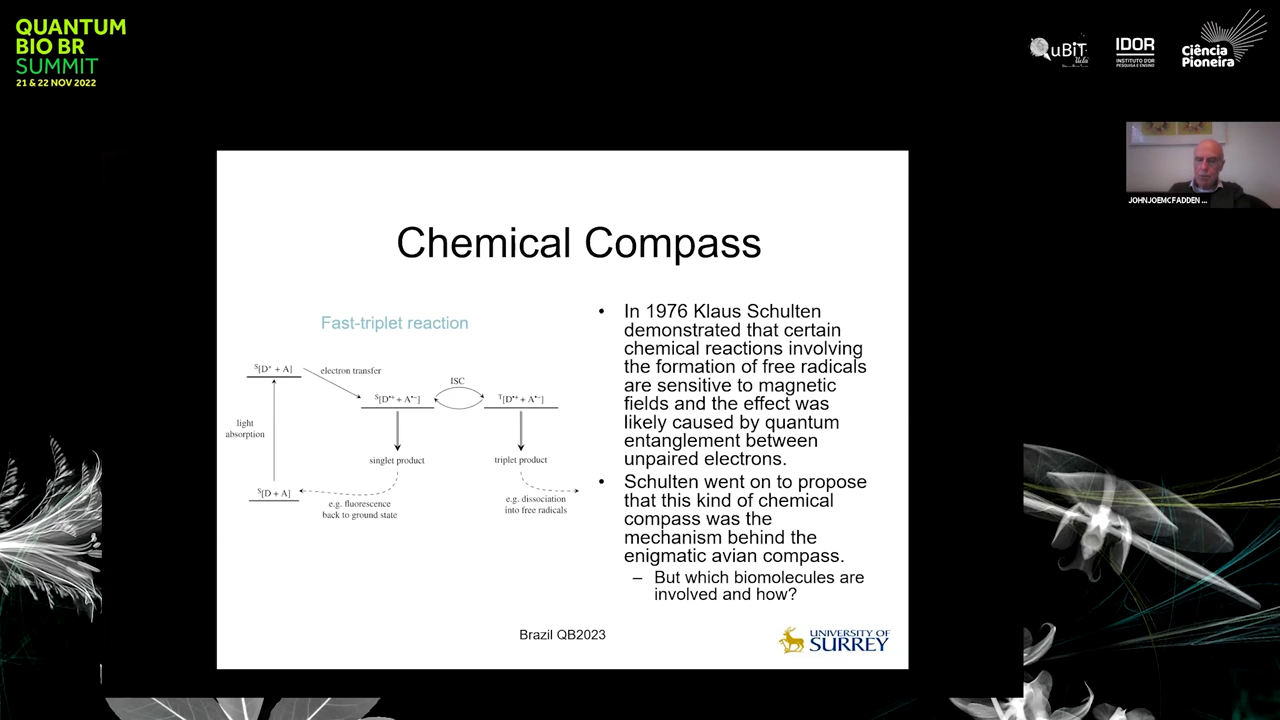 QUANTUM
BIO BR
SUMMIT
21 & 22 NOV 2022
QuBiT
IDOR
INSTITUTO D'OR
PESQUISA E ENSINO
Ciência
Pioneira
JOHNJOEMCFADDEN ...
Chemical Compass
Fast-triplet reaction
S[D* + A]
electron transfer
ISC
S[D•+ + A•−]
T[D•+ + A•−]
light
absorption
singlet product
triplet product
S[D + A]
e.g. fluorescence
back to ground state
e.g. dissociation
into free radicals
• In 1976 Klaus Schulten
demonstrated that certain
chemical reactions involving
the formation of free radicals
are sensitive to magnetic
fields and the effect was
likely caused by quantum
entanglement between
unpaired electrons.
• Schulten went on to propose
that this kind of chemical
compass was the
mechanism behind the
enigmatic avian compass.
– But which biomolecules are
involved and how?
Brazil QB2023
UNIVERSITY OF
SURREY